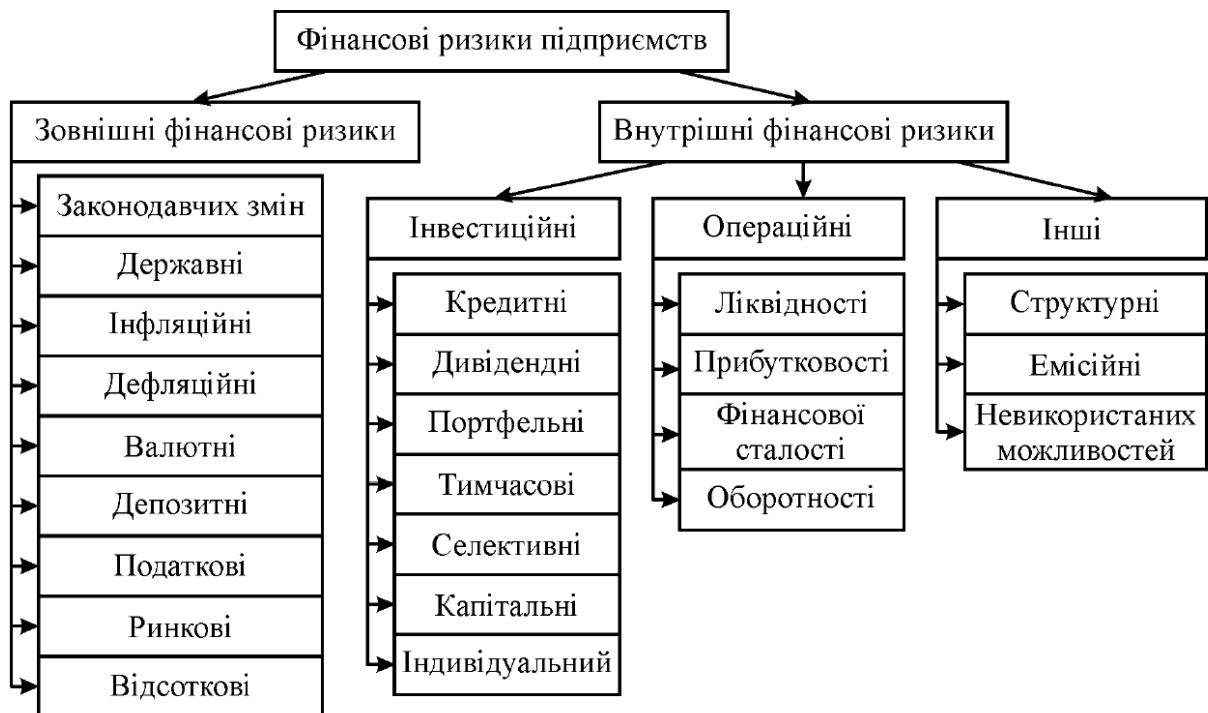 Фінансові ризики підприємств
Зовнішні фінансові ризики
Законодавчих змін
Державні
Інфляційні
Дефляційні
Валютні
Депозитні
Податкові
Ринкові
Відсоткові
Внутрішні фінансові ризики
Інвестиційні
Кредитні
Дивідендні
Портфельні
Тимчасові
Селективні
Капітальні
Індивідуальний
Операційні
Ліквідності
Прибутковості
Фінансової
сталості
Оборотності
Інші
Структурні
Емісійні
Невикористаних
можливостей